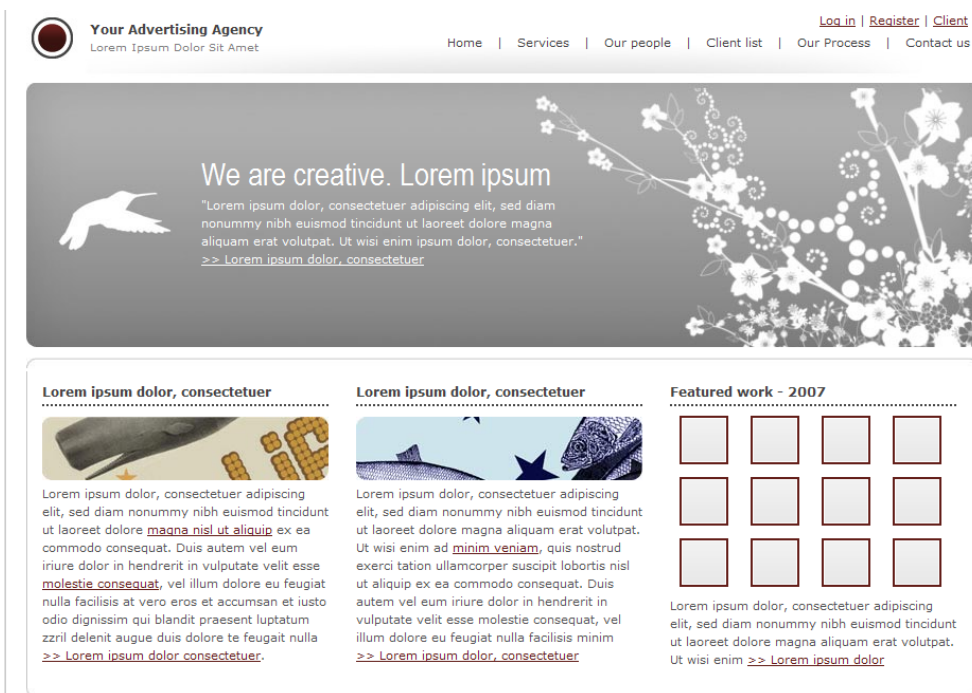 Your Advertising Agency
Lorem Ipsum Dolor Sit Amet
Log in | Register | Client
Home | Services | Our people | Client list | Our Process | Contact us
We are creative. Lorem ipsum
"Lorem ipsum dolor, consectetuer adipiscing elit, sed diam
nonummy nibh euismod tincidunt ut laoreet dolore magna
aliquam erat volutpat. Ut wisi enim ipsum dolor, consectetuer."
>> Lorem ipsum dolor, consectetuer
Lorem ipsum dolor, consectetuer
Lorem ipsum dolor, consectetuer adipiscing
elit, sed diam nonummy nibh euismod tincidunt
ut laoreet dolore magna nisl ut aliquip ex ea
commodo consequat. Duis autem vel eum
iriure dolor in hendrerit in vulputate velit esse
molestie consequat, vel illum dolore eu feugiat
nulla facilisis at vero eros et accumsan et iusto
odio dignissim qui blandit praesent luptatum
zzril delenit augue duis dolore te feugait nulla
>> Lorem ipsum dolor consectetuer.
Lorem ipsum dolor, consectetuer
Lorem ipsum dolor, consectetuer adipiscing
elit, sed diam nonummy nibh euismod tincidunt
ut laoreet dolore magna aliquam erat volutpat.
Ut wisi enim ad minim veniam, quis nostrud
exerci tation ullamcorper suscipit lobortis nisl
ut aliquip ex ea commodo consequat. Duis
autem vel eum iriure dolor in hendrerit in
vulputate velit esse molestie consequat, vel
illum dolore eu feugiat nulla facilisis minim
>> Lorem ipsum dolor, consectetuer
Featured work - 2007
Lorem ipsum dolor, consectetuer adipiscing
elit, sed diam nonummy nibh euismod tincidunt
ut laoreet dolore magna aliquam erat volutpat.
Ut wisi enim >> Lorem ipsum dolor